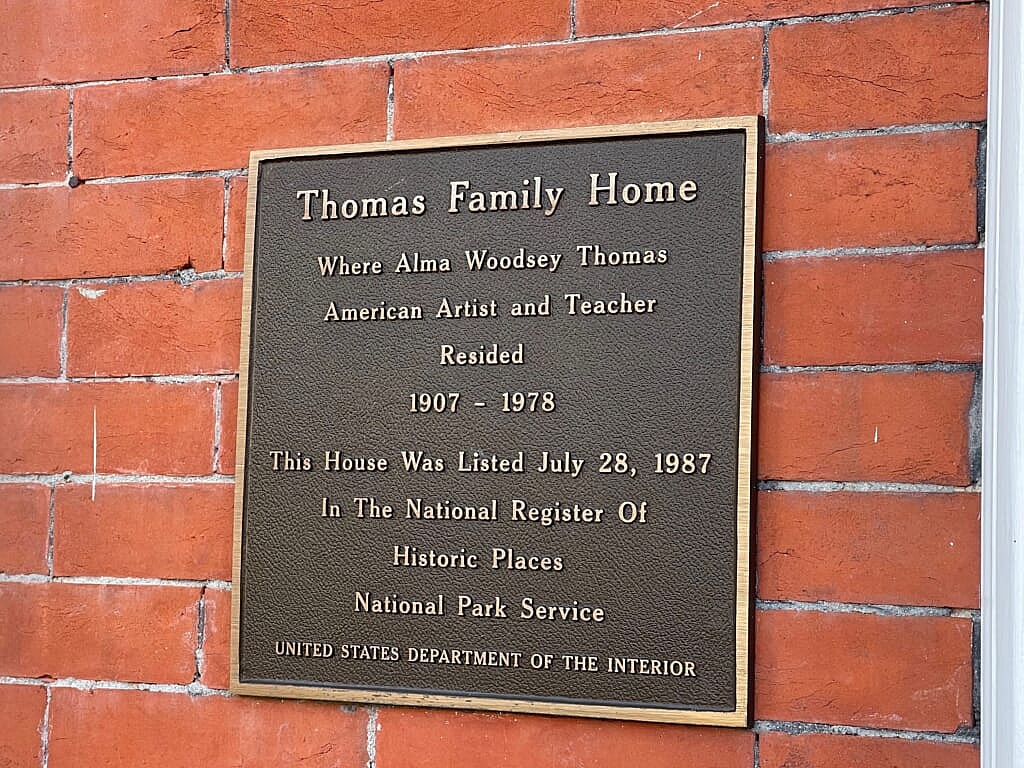 Thomas Family Home
Where Alma Woodsey Thomas
American Artist and Teacher
Resided
1907 - 1978
This House Was Listed July 28, 1987
In The National Register Of
Historic Places
National Park Service
UNITED STATES DEPARTMENT OF THE INTERIOR